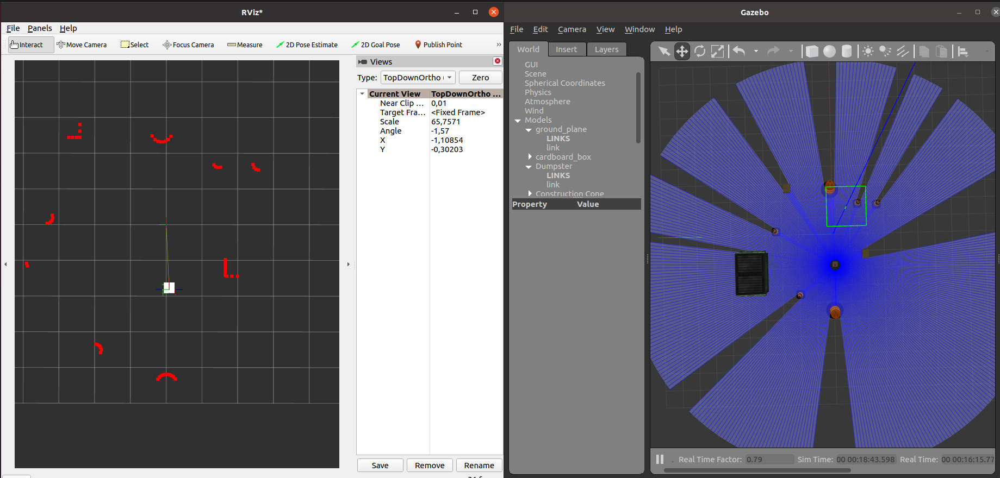 RViz*
File Panels Help
Interact Move Camera Select Focus Camera Measure 2D Pose Estimate 2D Goal Pose Publish Point »
Views
Type: TopDownOrtho ( Zero
Current View TopDownOrtho ...
Near Clip ... 0,01
Target Fra... <Fixed Frame>
Scale 65,7571
Angle -1,57
X -1,10854
Y -0,30203
Save Remove Rename
Gazebo
File Edit Camera View Window Help
World Insert Layers
GUI
Scene
Spherical Coordinates
Physics
Atmosphere
Wind
Models
ground_plane
LINKS
link
cardboard_box
Dumpster
LINKS
link
Construction Cone
Property Value
Real Time Factor: 0.79 Sim Time: 00 00:18:43.598 Real Time: 00 00:16:15.77